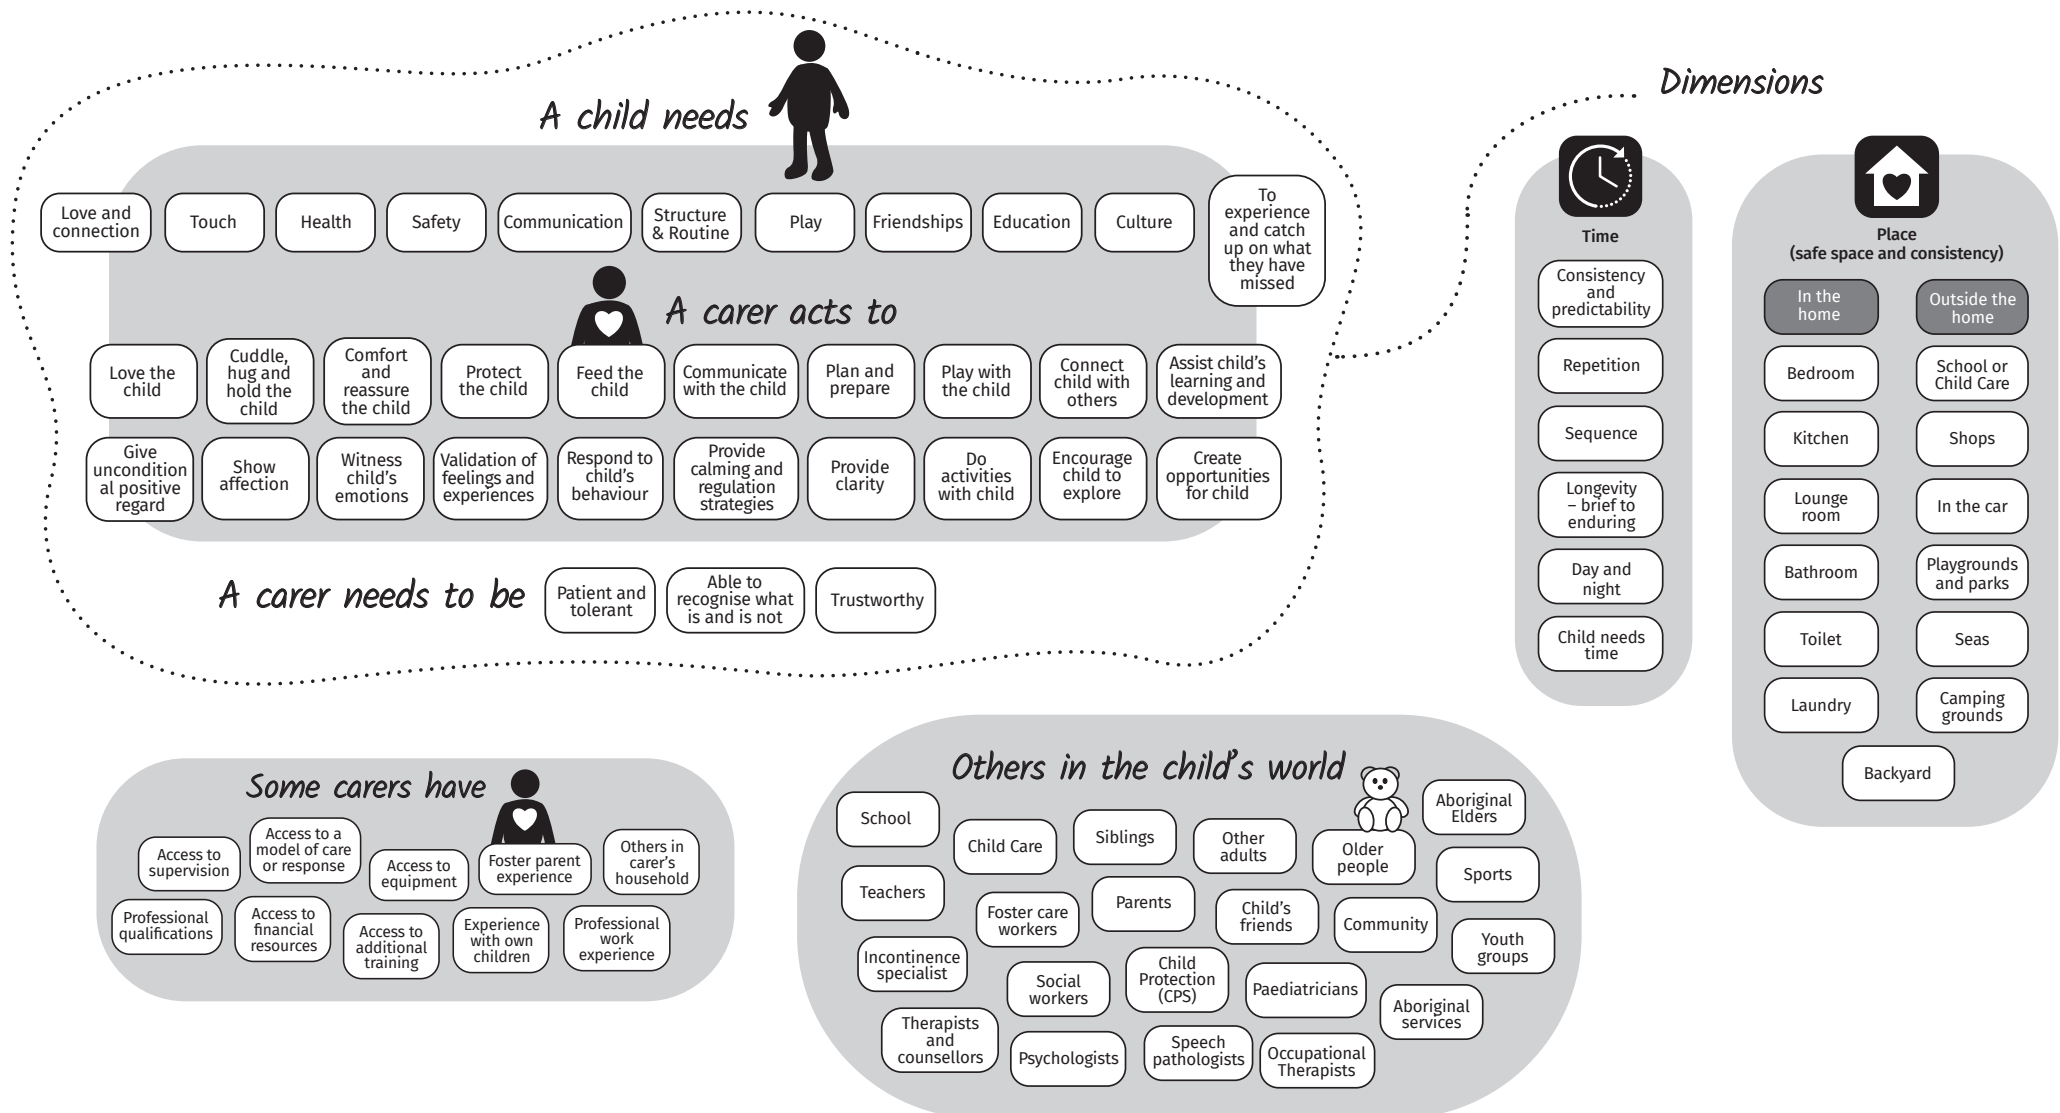 A child needs
Love and
connection
Touch
Health
Safety
Communication
Structure
& Routine
Play
Friendships
Education
Culture
To
experience
and catch
up on what
they have
missed
A carer acts to
Love the
child
Cuddle,
hug and
hold the
child
Comfort
and
reassure
the child
Protect
the child
Feed the
child
Communicate
with the child
Plan and
prepare
Play with
the child
Connect
child with
others
Assist child's
learning and
development
Give
uncondition
al positive
regard
Show
affection
Witness
child's
emotions
Validation of
feelings and
experiences
Respond to
child's
behaviour
Provide
calming and
regulation
strategies
Provide
clarity
Do
activities
with child
Encourage
child to
explore
Create
opportunities
for child
A carer needs to be
Patient and
tolerant
Able to
recognise what
is and is not
Trustworthy
Dimensions
Time
Consistency
and
predictability
Repetition
Sequence
Longevity
– brief to
enduring
Day and
night
Child needs
time
Place
(safe space and consistency)
In the
home
Bedroom
Kitchen
Lounge
room
Bathroom
Toilet
Laundry
Outside the
home
School or
Child Care
Shops
In the car
Playgrounds
and parks
Seas
Camping
grounds
Backyard
Some carers have
Access to
supervision
Access to a
model of care
or response
Access to
equipment
Foster parent
experience
Others in
carer's
household
Professional
qualifications
Access to
financial
resources
Access to
additional
training
Experience
with own
children
Professional
work
experience
Others in the child's world
School
Child Care
Siblings
Other
adults
Older
people
Aboriginal
Elders
Teachers
Foster care
workers
Parents
Child's
friends
Community
Sports
Incontinence
specialist
Social
workers
Child
Protection
(CPS)
Paediatricians
Youth
groups
Therapists
and
counsellors
Psychologists
Speech
pathologists
Occupational
Therapists
Aboriginal
services